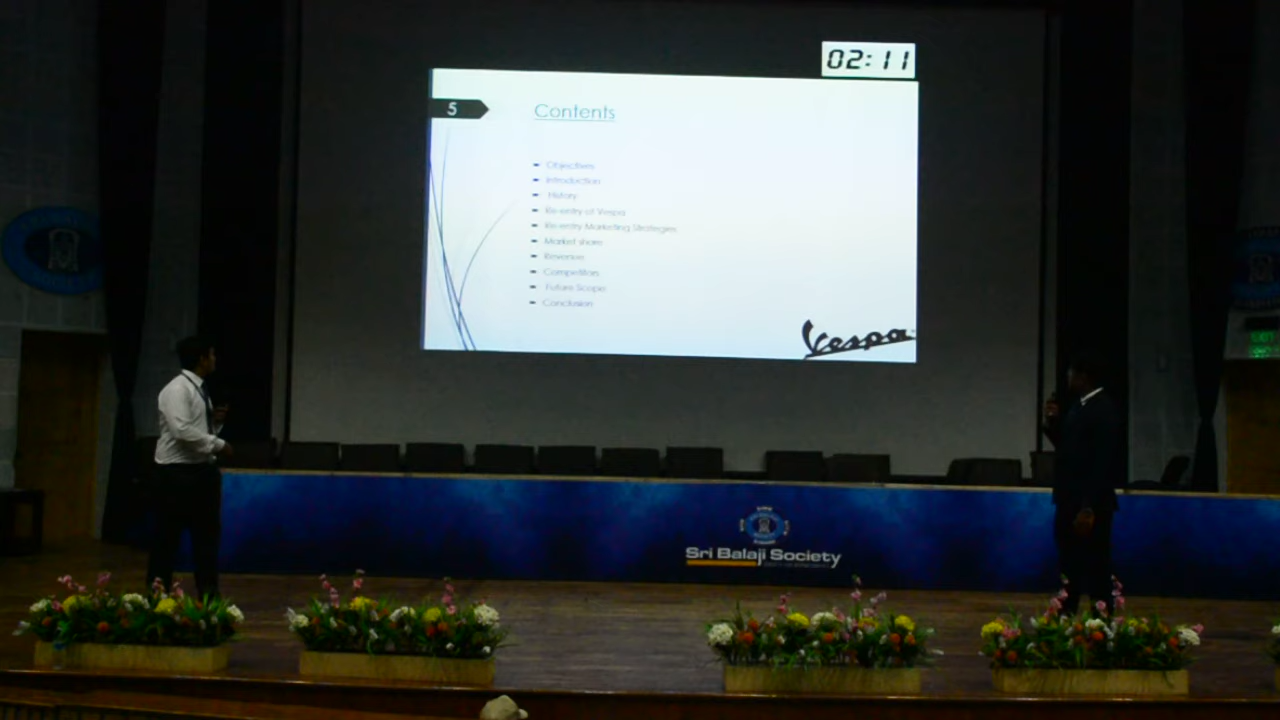 02:11
5
Contents
Objectives
Introduction
History
Re-entry of Vespa
Re-entry Marketing Strategies
Market share
Revenue
Competitors
Future Scope
Conclusion
Vespa
Sri Balaji Society